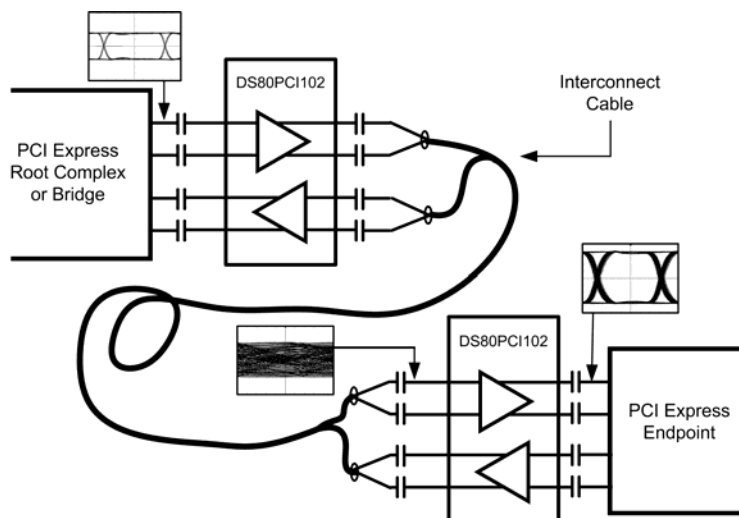 DS80PCI102
Interconnect
Cable
PCI Express
Root Complex
or Bridge
DS80PCI102
PCI Express
Endpoint